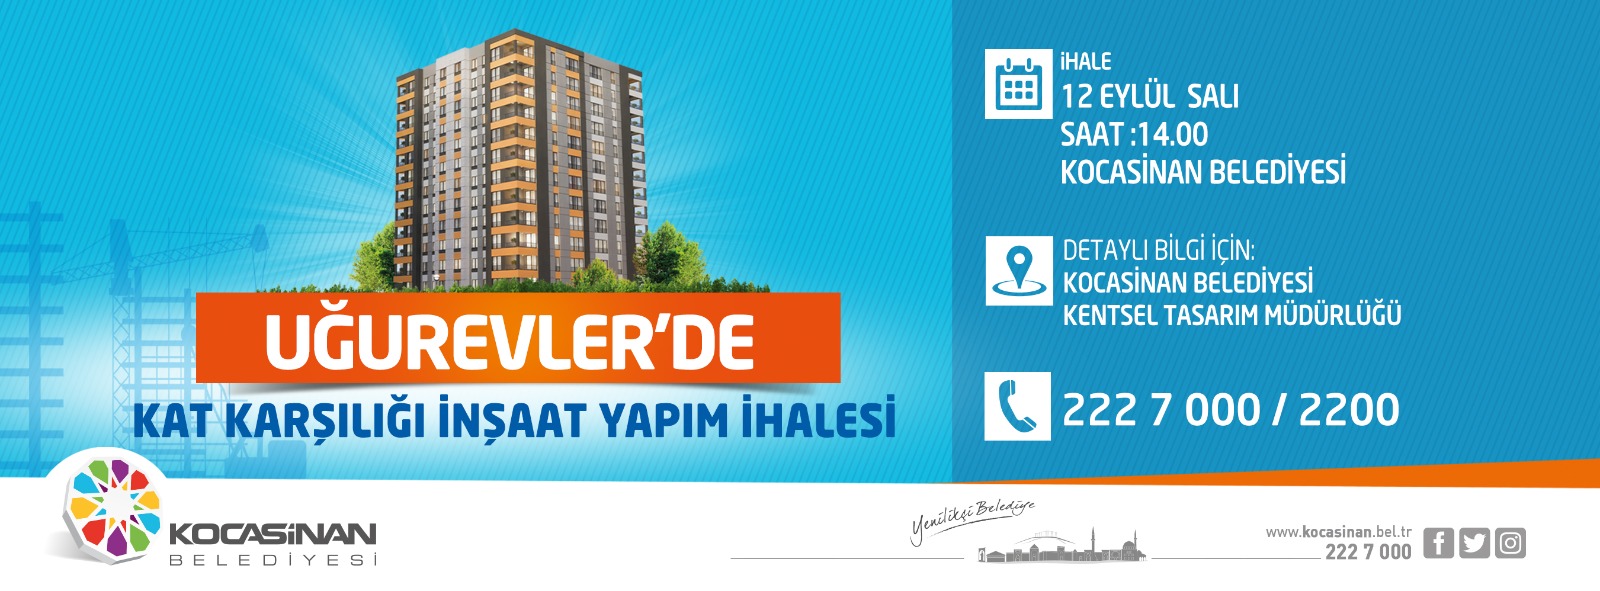 UĞUREVLER'DE
KAT KARŞILIĞI İNŞAAT YAPIM İHALESİ
İHALE
12 EYLÜL SALI
SAAT :14.00
KOCASİNAN BELEDİYESİ
DETAYLI BİLGİ İÇİN:
KOCASİNAN BELEDİYESİ
KENTSEL TASARIM MÜDÜRLÜĞÜ
222 7 000 / 2200
KOCASİNAN
BELEDİYESİ
Yenilikçi Belediye
www.kocasinan.bel.tr
222 7 000